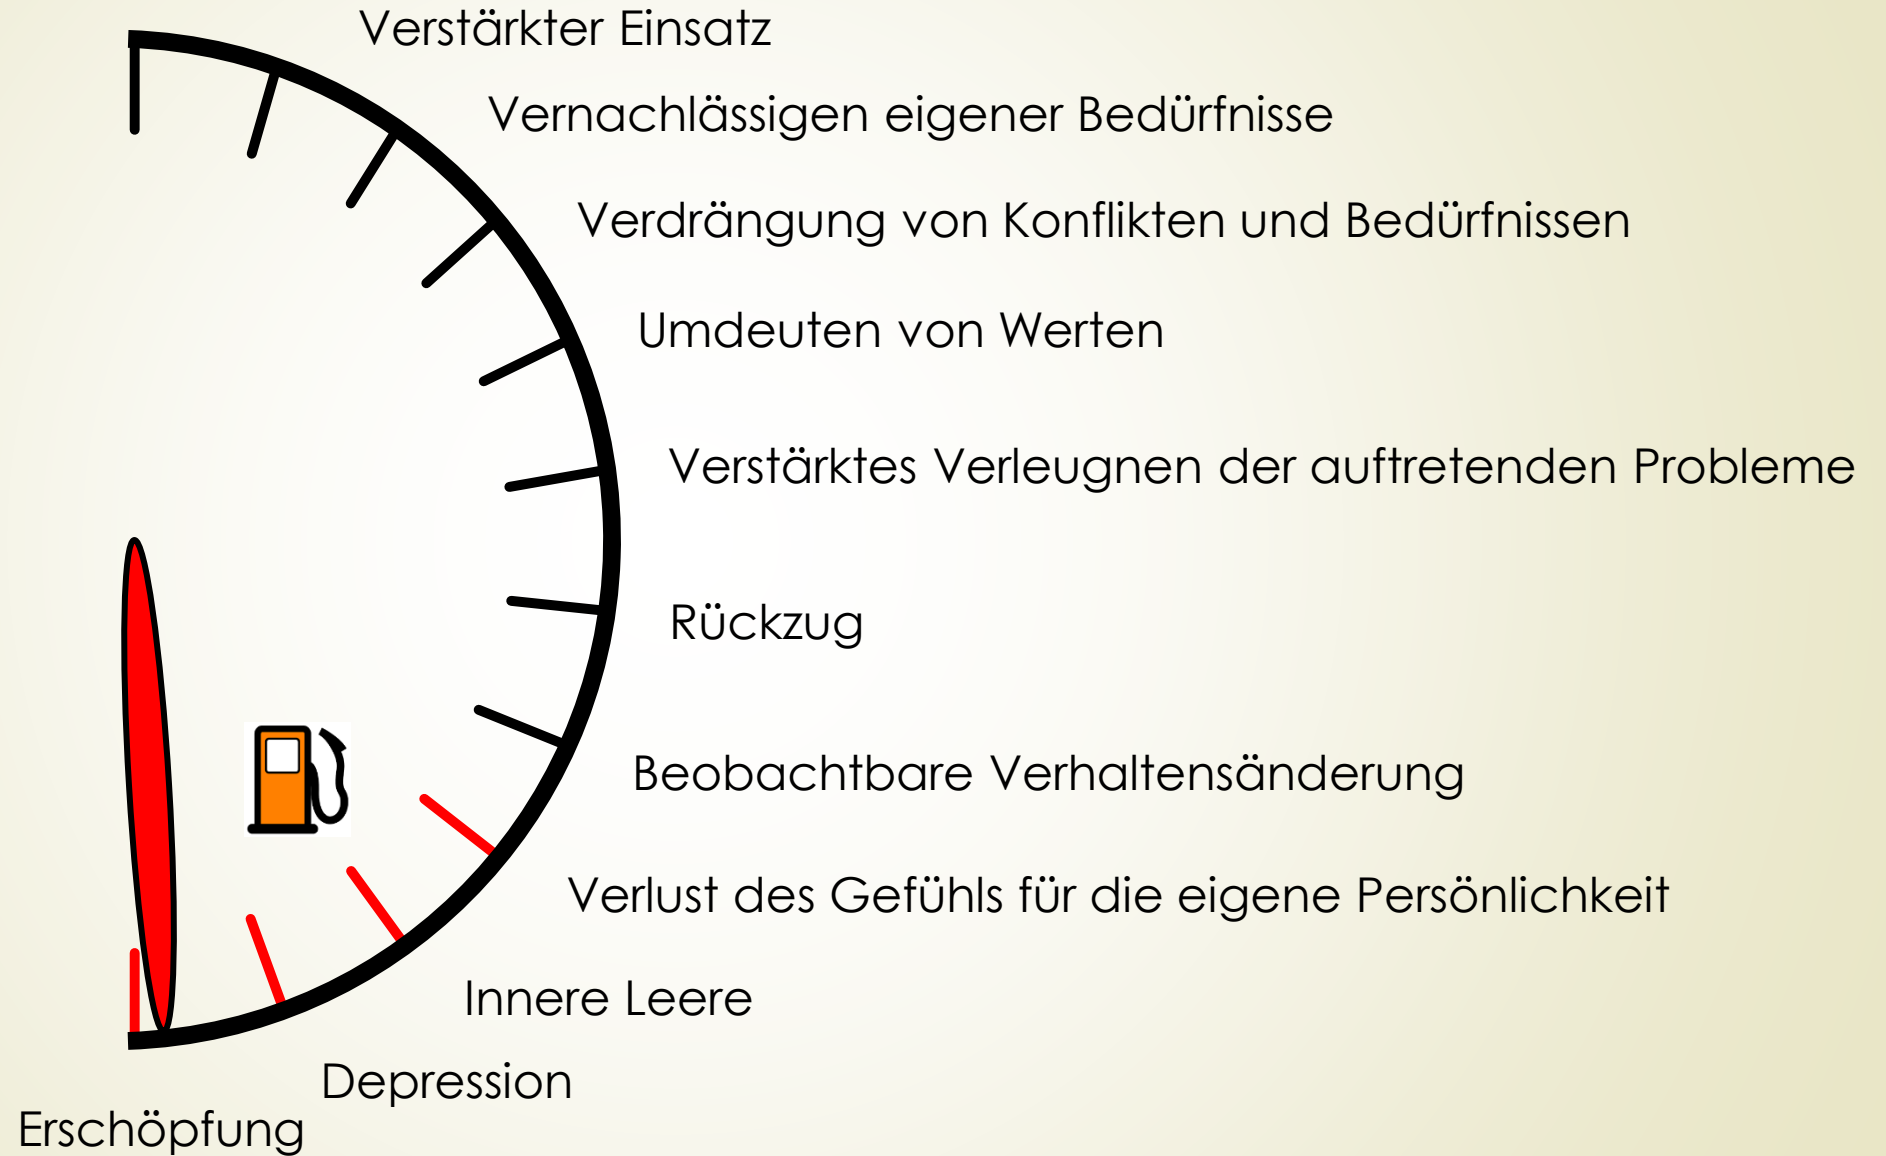 Verstärkter Einsatz
Vernachlässigen eigener Bedürfnisse
Verdrängung von Konflikten und Bedürfnissen
Umdeuten von Werten
Verstärktes Verleugnen der auftretenden Probleme
Rückzug
Beobachtbare Verhaltensänderung
Verlust des Gefühls für die eigene Persönlichkeit
Innere Leere
Depression
Erschöpfung